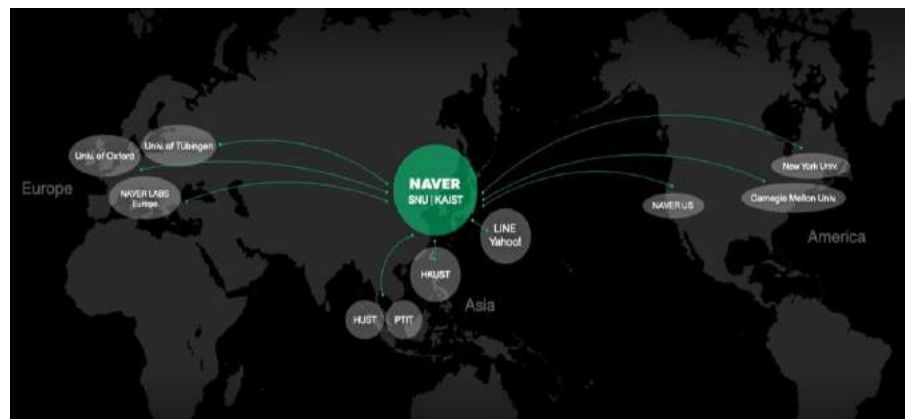 Europe
Univ. of Oxford
Univ. of Tübingen
NAVER LABS
Europe
NAVER
SNU | KAIST
LINE
Yahoo!
HKUST
HUST
PTIT
Asia
New York Univ.
Carnegie Mellon Univ.
NAVER US
America